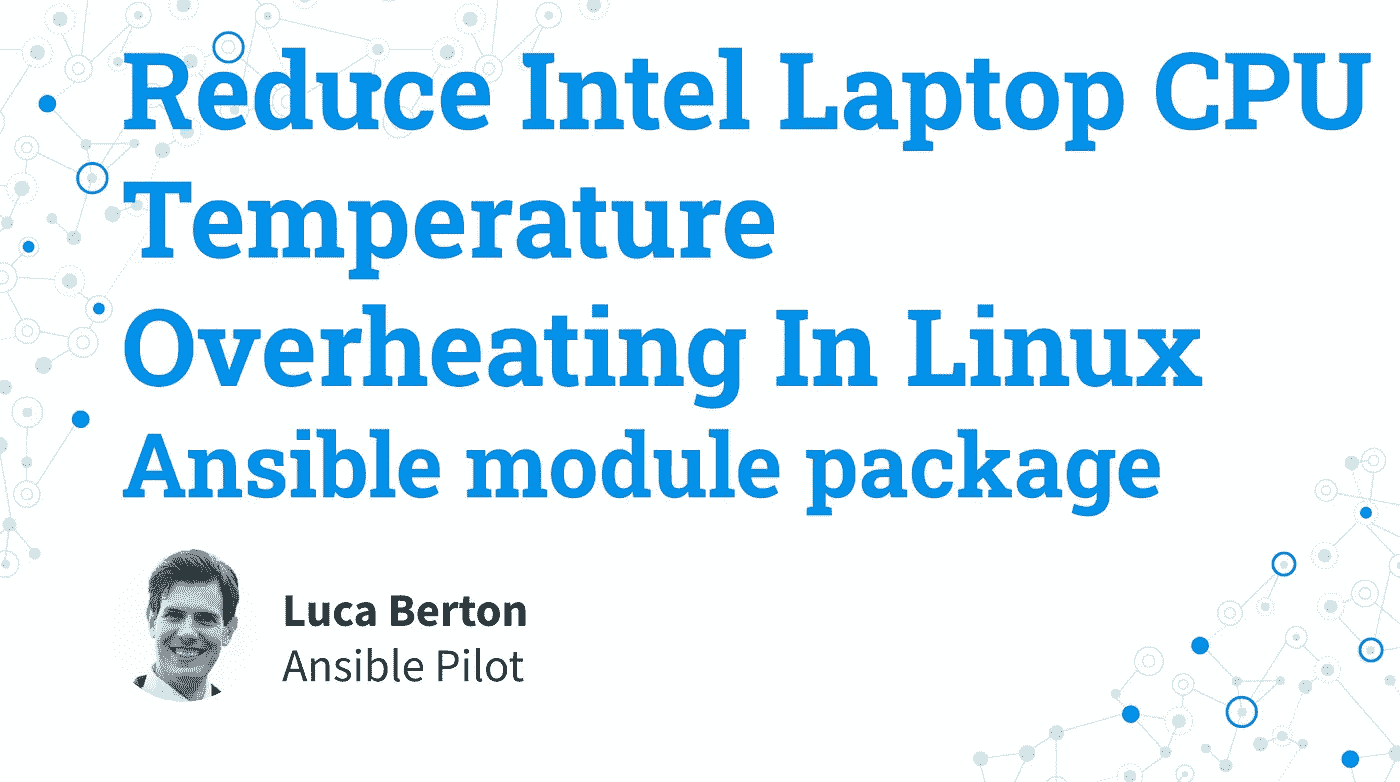 Reduce Intel Laptop CPU
Temperature
Overheating In Linux
Ansible module package
Luca Berton
Ansible Pilot